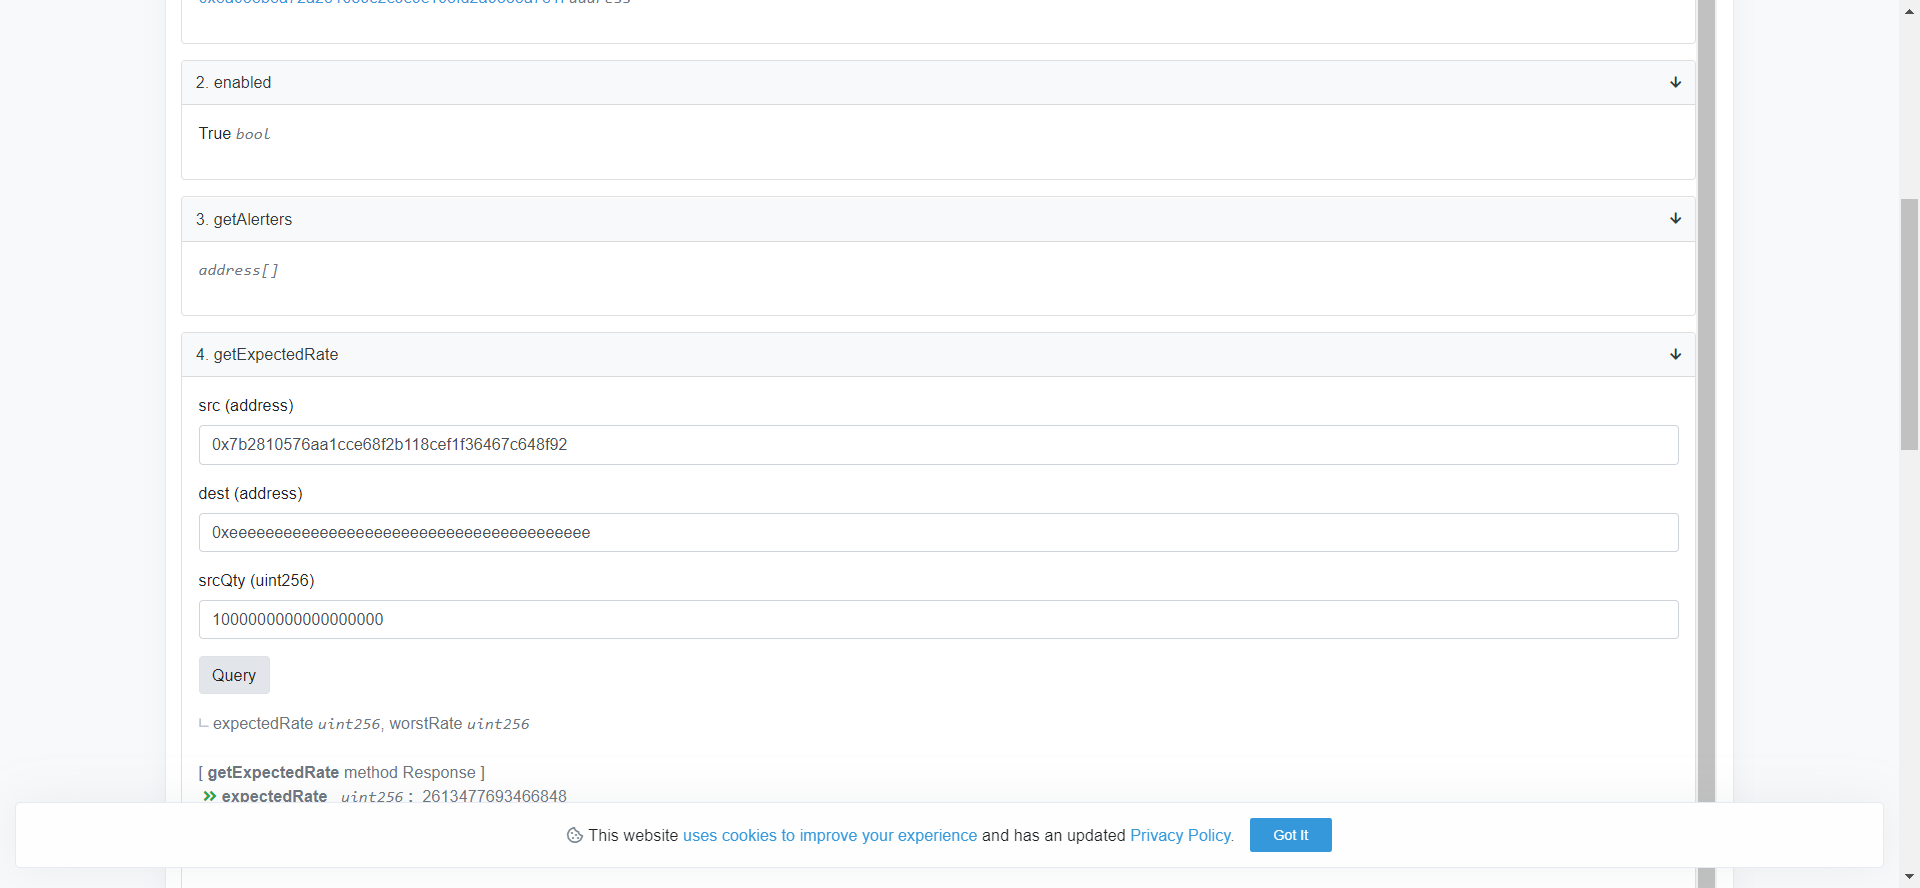 2. enabled
True bool
3. getAlerters
address[]
4. getExpectedRate
src (address)
0x7b2810576aa1cce68f2b118cef1f36467c648f92
dest (address)
0xeeeeeeeeeeeeeeeeeeeeeeeeeeeeeeeeeeeeeeee
srcQty (uint256)
1000000000000000000
Query
expectedRate uint256, worstRate uint256
[ getExpectedRate method Response ]
expectedRate uint256 : 2613477693466848
This website uses cookies to improve your experience and has an updated Privacy Policy.
Got It